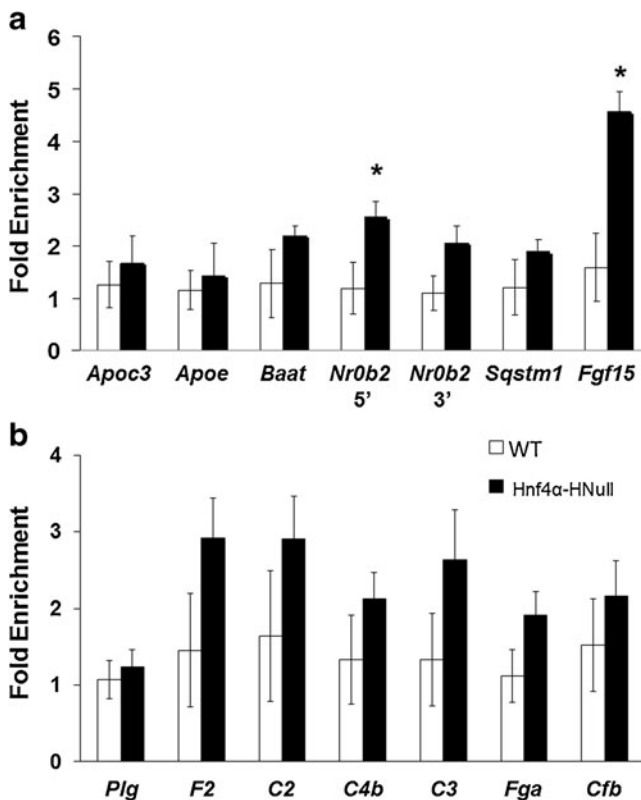 a
Fold Enrichment
6
5
4
3
2
1
0
*
*
Apoc3 Apoe Baat Nr0b2 Nr0b2 Sqstm1 Fgf15
5' 3'
b
Fold Enrichment
4
3
2
1
0
WT
Hnf4α-HNull
Plg F2 C2 C4b C3 Fga Cfb